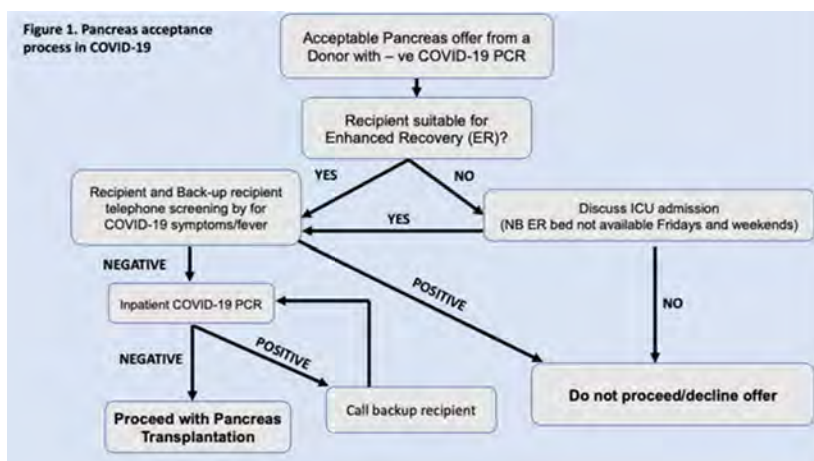 Figure 1. Pancreas acceptance
process in COVID-19
Acceptable Pancreas offer from a
Donor with – ve COVID-19 PCR
Recipient suitable for
Enhanced Recovery (ER)?
YES
NO
Recipient and Back-up recipient
telephone screening by for
COVID-19 symptoms/fever
YES
Discuss ICU admission
(NB ER bed not available Fridays and weekends)
NEGATIVE
POSITIVE
NO
Inpatient COVID-19 PCR
NEGATIVE
POSITIVE
Proceed with Pancreas
Transplantation
Call backup recipient
Do not proceed/decline offer